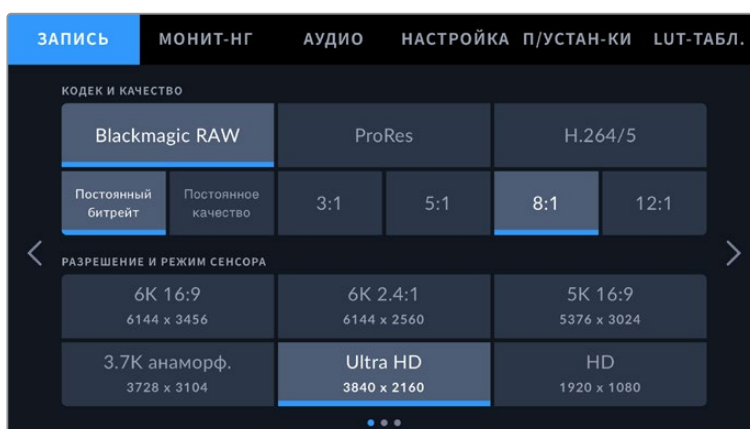 ЗАПИСЬ МОНИТ-НГ АУДИО НАСТРОЙКА П/УСТАН-КИ LUT-ТАБЛ.
КОДЕК И КАЧЕСТВО
Blackmagic RAW ProRes H.264/5
Постоянный битрейт Постоянное качество 3:1 5:1 8:1 12:1
РАЗРЕШЕНИЕ И РЕЖИМ СЕНСОРА
6K 16:9 6K 2.4:1 5K 16:9
6144 x 3456 6144 x 2560 5376 x 3024
3.7K анаморф. Ultra HD HD
3728 x 3104 3840 x 2160 1920 x 1080